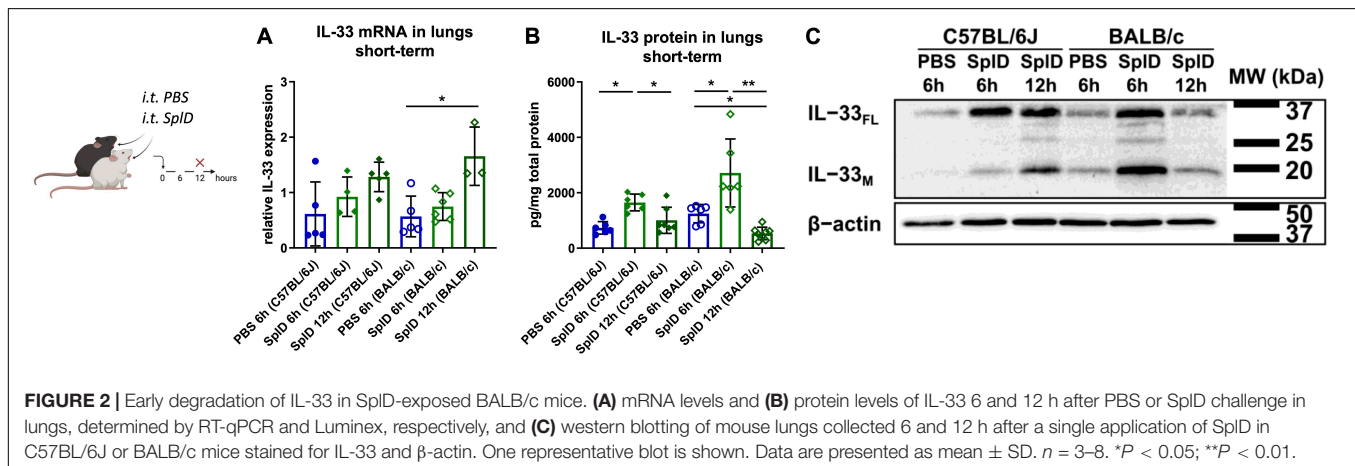 A
IL-33 mRNA in lungs
short-term
i.t. PBS
i.t. SplD
0 6 12 hours
relative IL-33 expression
3
2
1
0
*
PBS 6h (C57BL/6J)
SplD 6h (C57BL/6J)
SplD 12h (C57BL/6J)
PBS 6h (BALB/c)
SplD 6h (BALB/c)
SplD 12h (BALB/c)
B
IL-33 protein in lungs
short-term
pg/mg total protein
6000
4000
2000
0
* * * **
*
PBS 6h (C57BL/6J)
SplD 6h (C57BL/6J)
SplD 12h (C57BL/6J)
PBS 6h (BALB/c)
SplD 6h (BALB/c)
SplD 12h (BALB/c)
C
C57BL/6J BALB/c
PBS SplD SplD PBS SplD SplD
6h 6h 12h 6h 6h 12h
MW (kDa)
IL-33FL
37
25
IL-33M
20
β-actin
50
37
FIGURE 2 | Early degradation of IL-33 in SplD-exposed BALB/c mice. (A) mRNA levels and (B) protein levels of IL-33 6 and 12 h after PBS or SplD challenge in
lungs, determined by RT-qPCR and Luminex, respectively, and (C) western blotting of mouse lungs collected 6 and 12 h after a single application of SplD in
C57BL/6J or BALB/c mice stained for IL-33 and β-actin. One representative blot is shown. Data are presented as mean ± SD. n = 3–8. *P < 0.05; **P < 0.01.